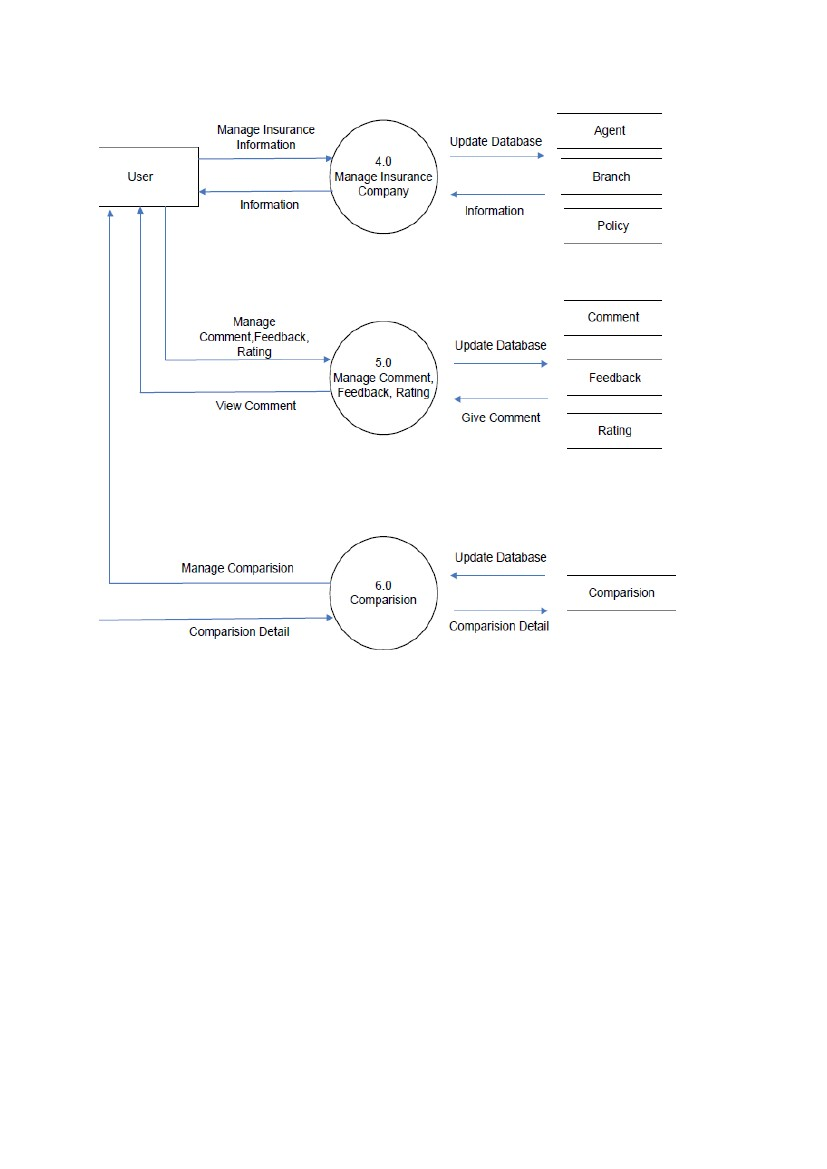 Manage Insurance
Information
User
Information
4.0
Manage Insurance
Company
Update Database
Information
Agent
Branch
Policy
Manage
Comment,Feedback,
Rating
View Comment
5.0
Manage Comment,
Feedback, Rating
Update Database
Give Comment
Comment
Feedback
Rating
Manage Comparision
Comparision Detail
6.0
Comparision
Update Database
Comparision Detail
Comparision